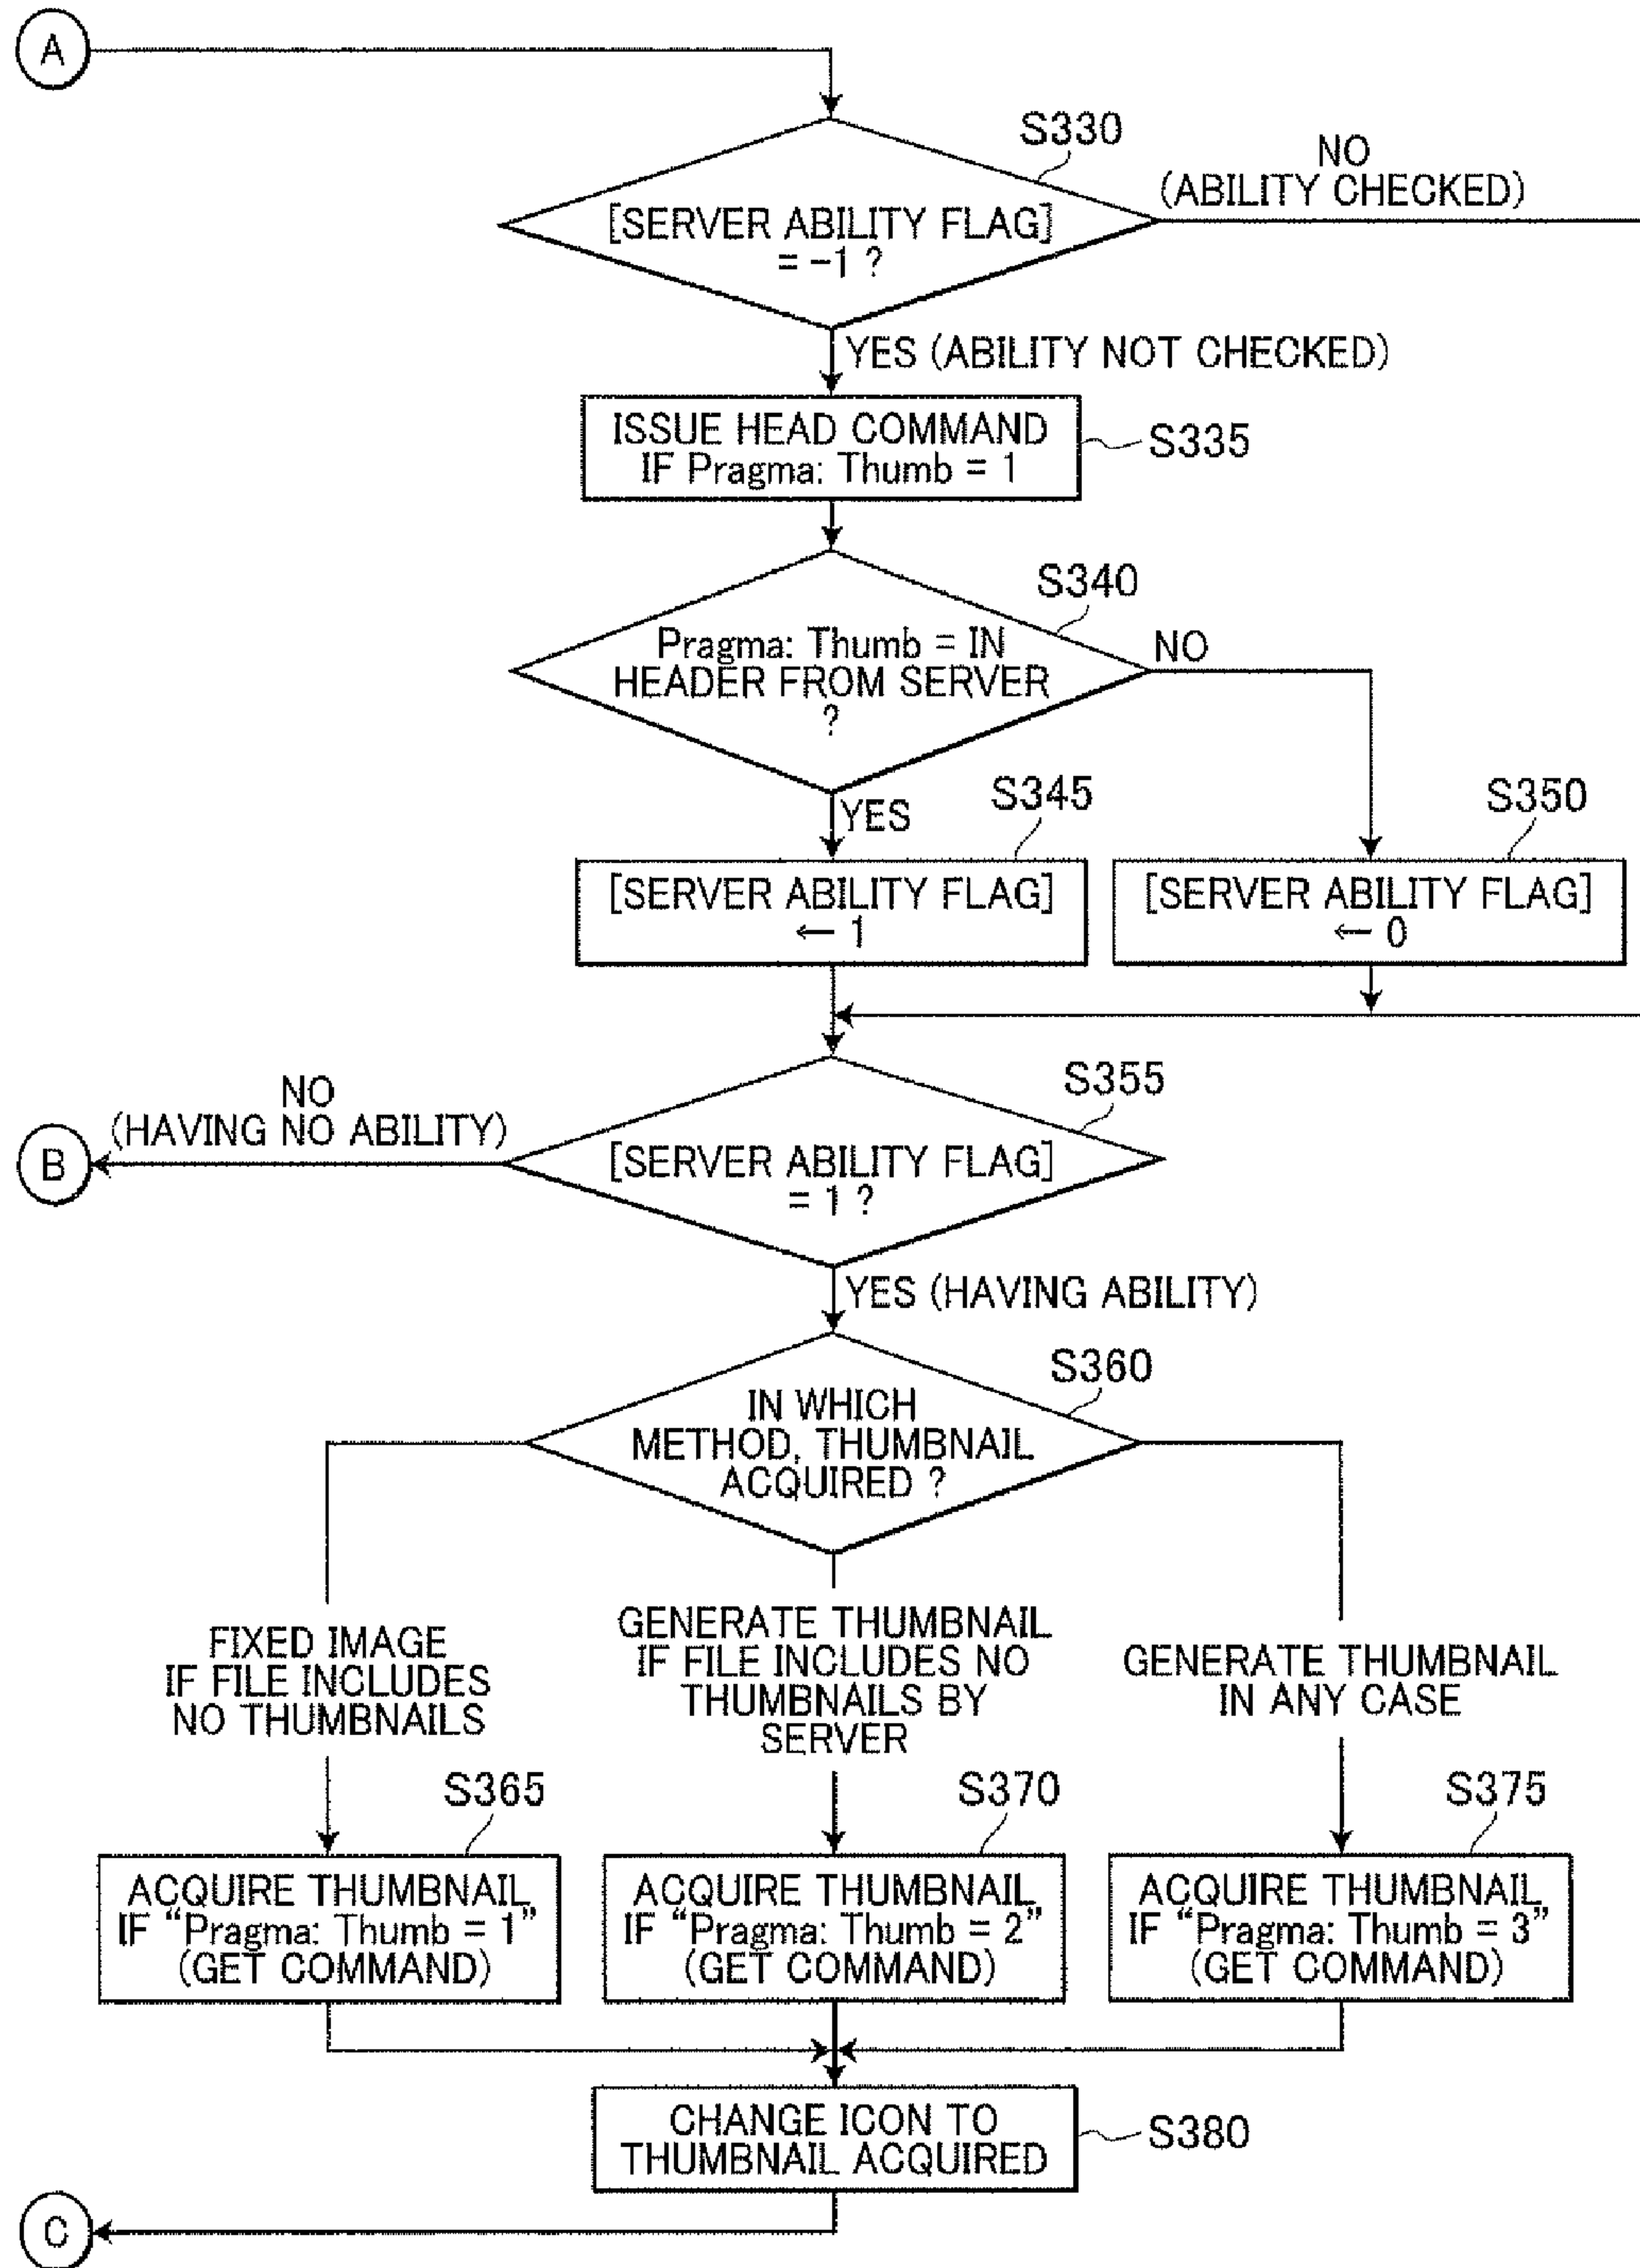 A
S330
NO
(ABILITY CHECKED)
[SERVER ABILITY FLAG]
= -1 ?
YES (ABILITY NOT CHECKED)
ISSUE HEAD COMMAND
IF Pragma: Thumb = 1
S335
S340
Pragma: Thumb = IN
HEADER FROM SERVER
?
NO
YES
S345
S350
[SERVER ABILITY FLAG]
← 1
[SERVER ABILITY FLAG]
← 0
S355
NO
(HAVING NO ABILITY)
B
[SERVER ABILITY FLAG]
= 1 ?
YES (HAVING ABILITY)
S360
IN WHICH
METHOD, THUMBNAIL
ACQUIRED ?
FIXED IMAGE
IF FILE INCLUDES
NO THUMBNAILS
GENERATE THUMBNAIL
IF FILE INCLUDES NO
THUMBNAILS BY
SERVER
GENERATE THUMBNAIL
IN ANY CASE
S365
S370
S375
ACQUIRE THUMBNAIL
IF “Pragma: Thumb = 1”
(GET COMMAND)
ACQUIRE THUMBNAIL
IF “Pragma: Thumb = 2”
(GET COMMAND)
ACQUIRE THUMBNAIL
IF “Pragma: Thumb = 3”
(GET COMMAND)
CHANGE ICON TO
THUMBNAIL ACQUIRED
S380
C